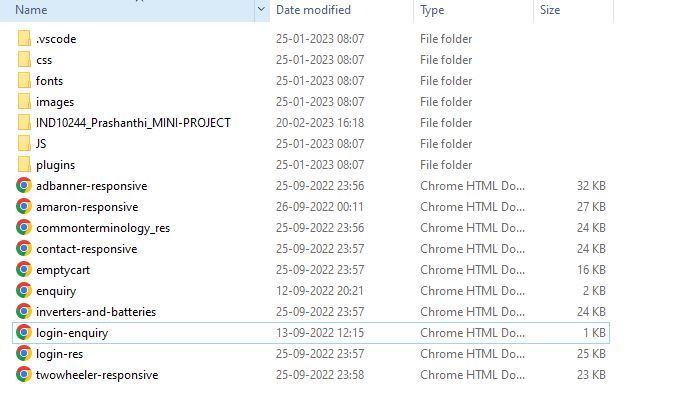 Name Date modified Type Size
.vscode 25-01-2023 08:07 File folder
css 25-01-2023 08:07 File folder
fonts 25-01-2023 08:07 File folder
images 25-01-2023 08:07 File folder
IND10244_Prashanthi_MINI-PROJECT 20-02-2023 16:18 File folder
JS 25-01-2023 08:07 File folder
plugins 25-01-2023 08:07 File folder
adbanner-responsive 25-09-2022 23:56 Chrome HTML Do... 32 KB
amaron-responsive 26-09-2022 00:11 Chrome HTML Do... 27 KB
commonterminology_res 25-09-2022 23:56 Chrome HTML Do... 24 KB
contact-responsive 25-09-2022 23:57 Chrome HTML Do... 24 KB
emptycart 25-09-2022 23:57 Chrome HTML Do... 16 KB
enquiry 12-09-2022 20:21 Chrome HTML Do... 2 KB
inverters-and-batteries 25-09-2022 23:57 Chrome HTML Do... 24 KB
login-enquiry 13-09-2022 12:15 Chrome HTML Do... 1 KB
login-res 25-09-2022 23:57 Chrome HTML Do... 25 KB
twowheeler-responsive 25-09-2022 23:58 Chrome HTML Do... 23 KB